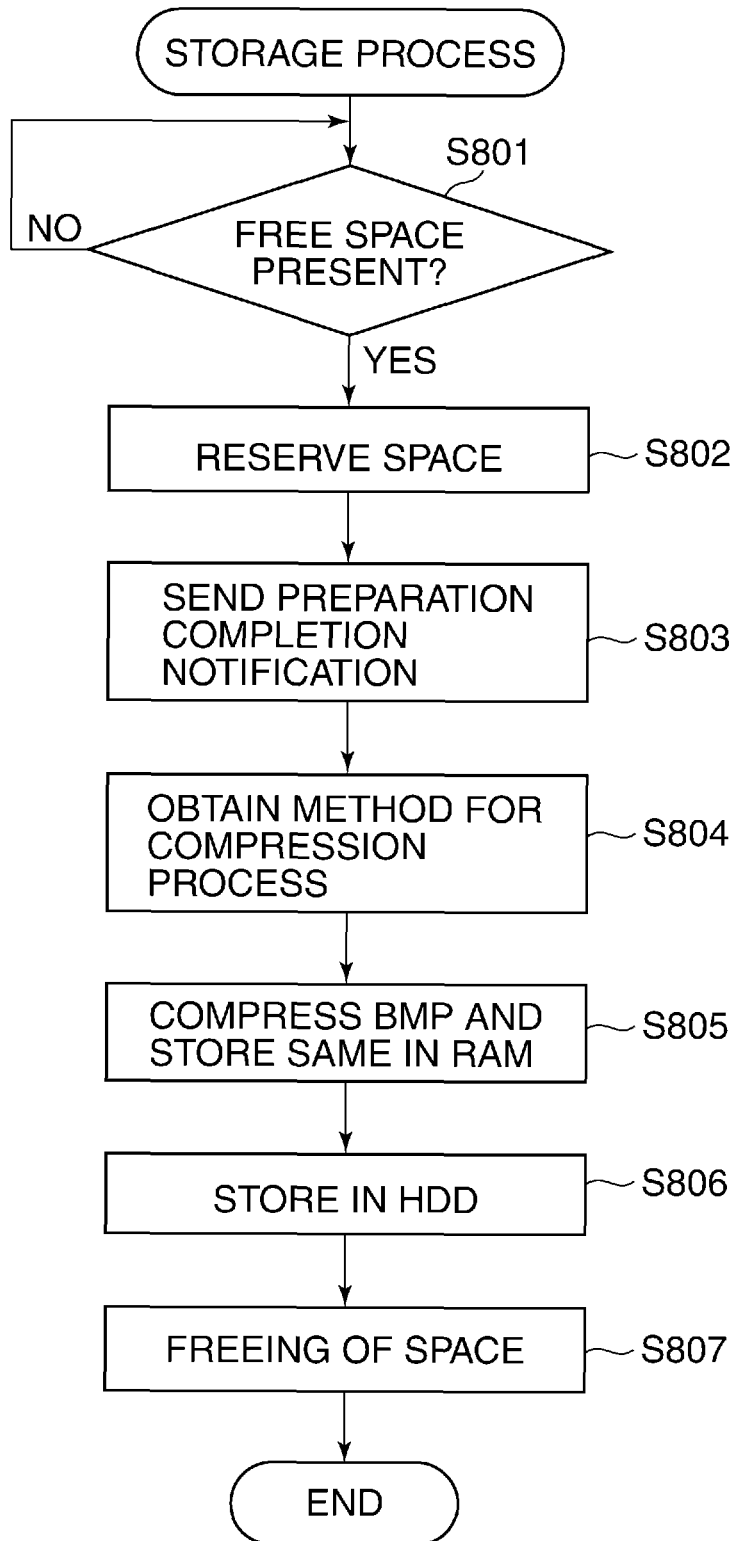 STORAGE PROCESS
S801
NO
FREE SPACE
PRESENT?
YES
RESERVE SPACE
S802
SEND PREPARATION
COMPLETION
NOTIFICATION
S803
OBTAIN METHOD FOR
COMPRESSION
PROCESS
S804
COMPRESS BMP AND
STORE SAME IN RAM
S805
STORE IN HDD
S806
FREEING OF SPACE
S807
END